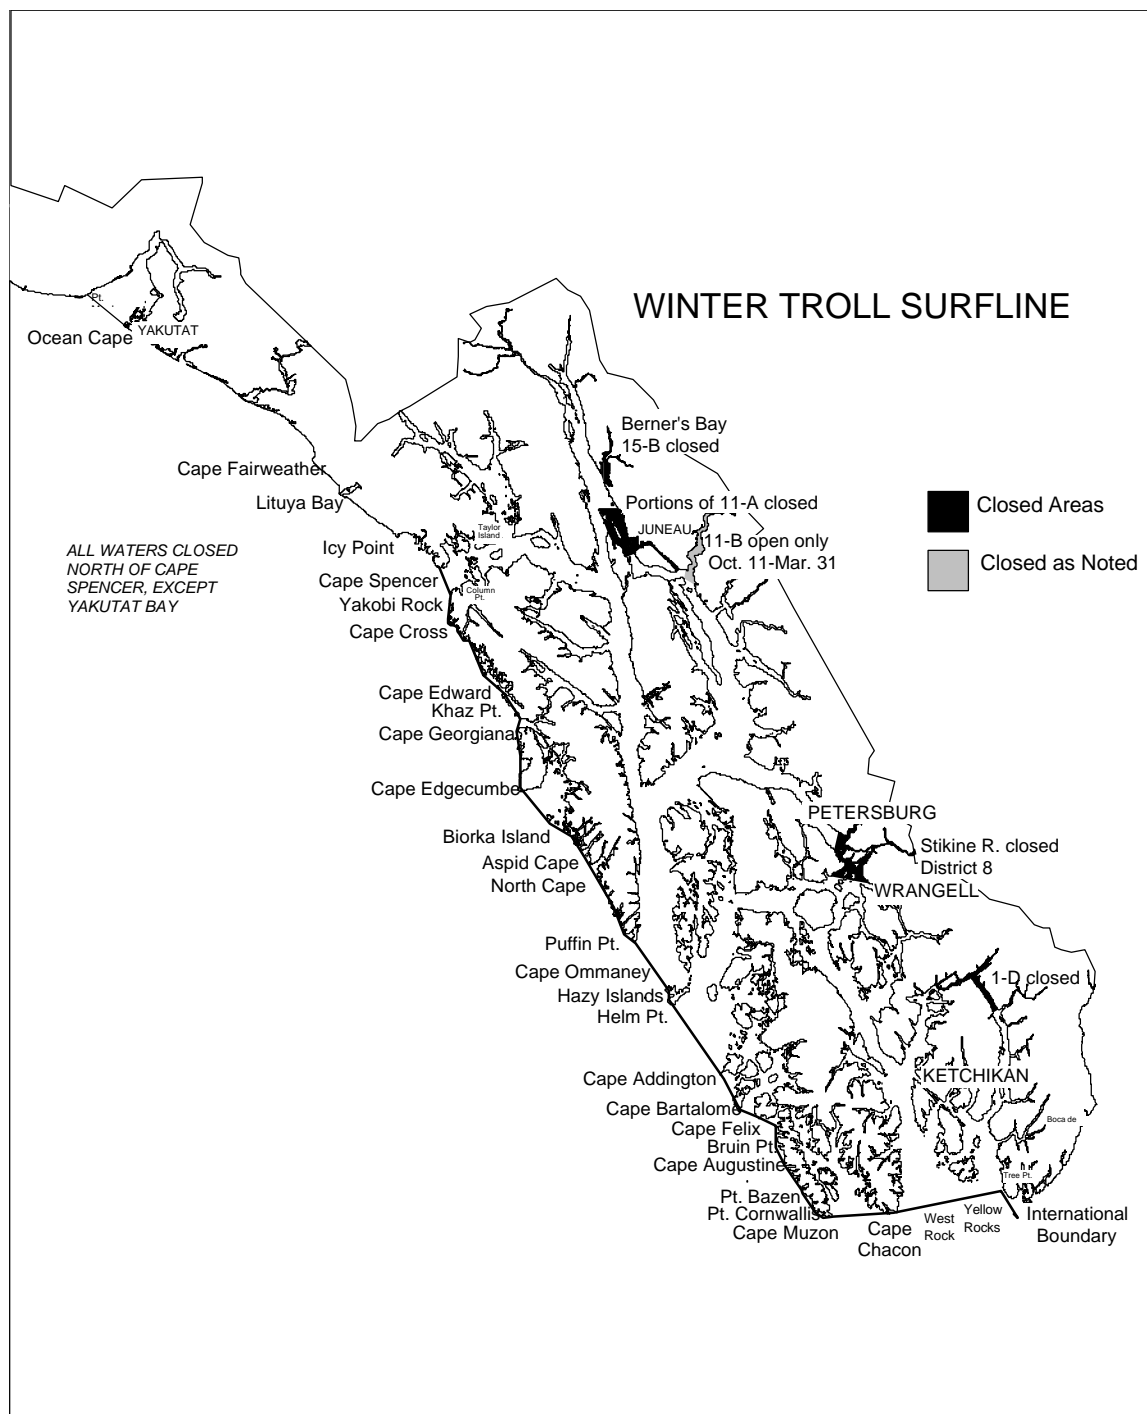 WINTER TROLL SURFLINE
Pt.
Ocean Cape
YAKUTAT
Berner's Bay
15-B closed
Cape Fairweather
Lituya Bay
Portions of 11-A closed
JUNEAU
Closed Areas
Taylor
Island
11-B open only
Oct. 11-Mar. 31
Closed as Noted
ALL WATERS CLOSED
NORTH OF CAPE
SPENCER, EXCEPT
YAKUTAT BAY
Icy Point
Cape Spencer
Column
Pt.
Yakobi Rock
Cape Cross
Cape Edward
Khaz Pt.
Cape Georgiana
Cape Edgecumbe
PETERSBURG
Biorka Island
Stikine R. closed
District 8
Aspid Cape
North Cape
WRANGELL
Puffin Pt.
Cape Ommaney
1-D closed
Hazy Islands
Helm Pt.
Cape Addington
KETCHIKAN
Cape Bartalome
Boca de
Cape Felix
Bruin Pt.
Cape Augustine
Tree Pt.
Pt. Bazen
Pt. Cornwallis
Cape Muzon
Cape
Chacon
West
Rock
Yellow
Rocks
International
Boundary